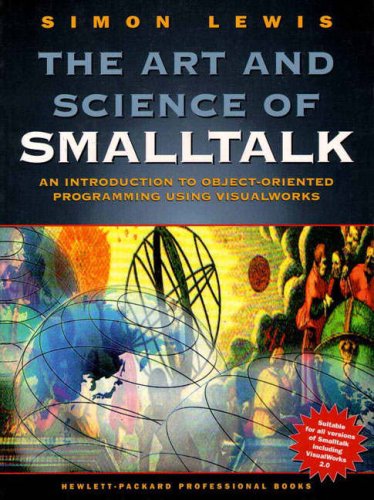 SIMON LEWIS
THE ART AND
SCIENCE OF
SMALLTALK
AN INTRODUCTION TO OBJECT-ORIENTED
PROGRAMMING USING VISUALWORKS
Suitable
for all versions
of Smalltalk
including
VisualWorks
2.0
HEWLETT-PACKARD PROFESSIONAL BOOKS